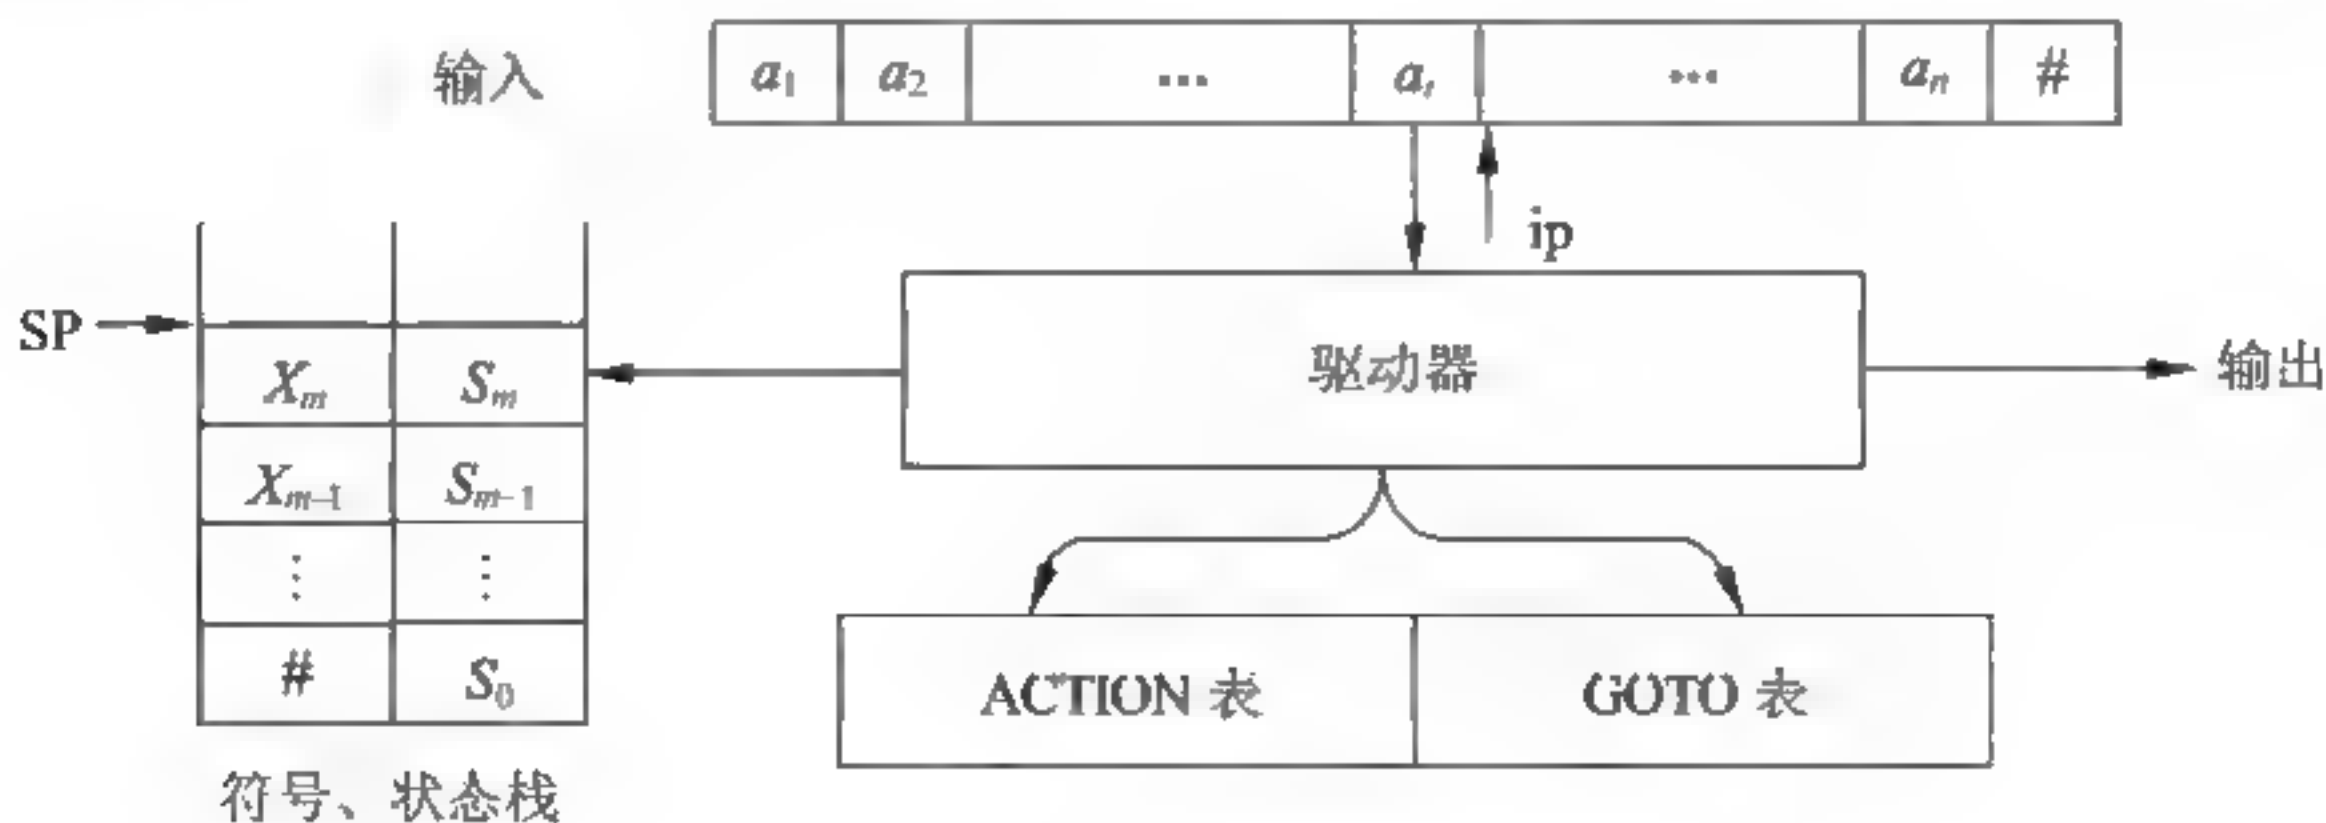 输入
a₁ a₂ ... aᵢ ... aₙ #
ip
SP
Xₘ Sₘ
驱动器
输出
Xₘ₋₁ Sₘ₋₁
⋮ ⋮
# S₀
ACTION 表 GOTO 表
符号、状态栈